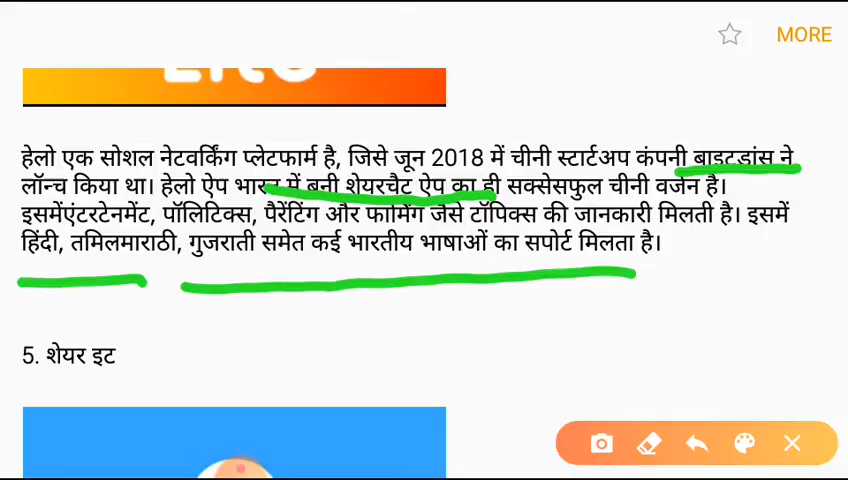 MORE
हेलो एक सोशल नेटवर्किंग प्लेटफार्म है, जिसे जून 2018 में चीनी स्टार्टअप कंपनी बाइटडांस ने
लॉन्च किया था। हेलो ऐप भारत में बनी शेयरचैट ऐप का ही सक्सेसफुल चीनी वर्जन है।
इसमेंएंटरटेनमेंट, पॉलिटिक्स, पैरेंटिंग और फार्मिंग जैसे टॉपिक्स की जानकारी मिलती है। इसमें
हिंदी, तमिलमाराठी, गुजराती समेत कई भारतीय भाषाओं का सपोर्ट मिलता है।
5. शेयर इट